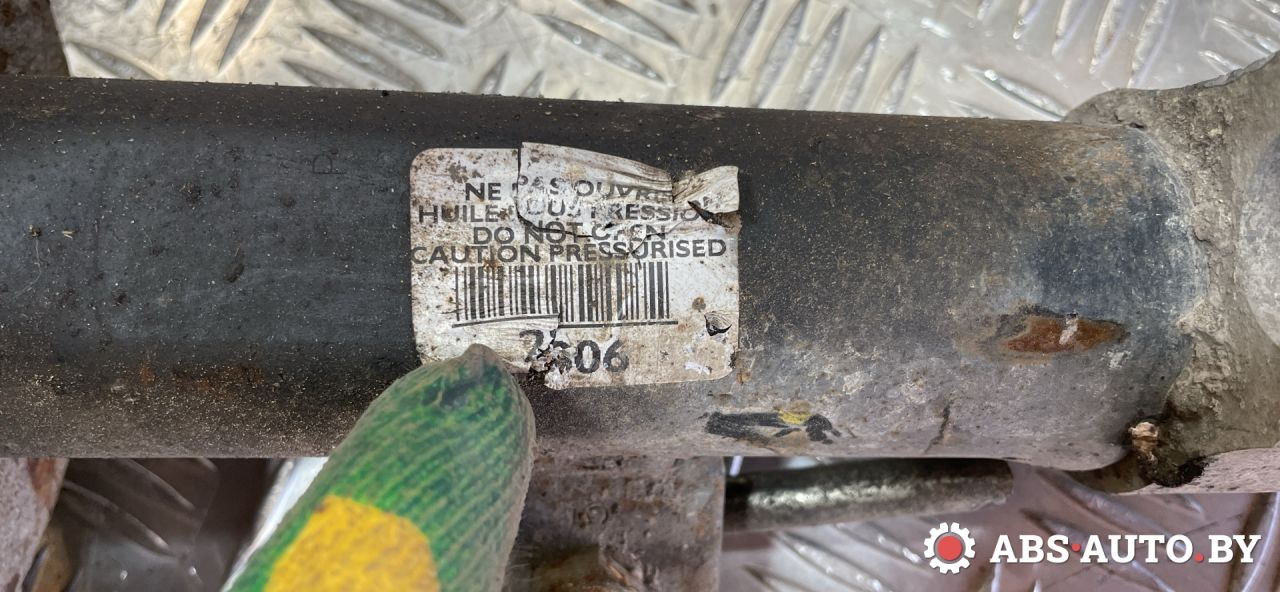 NE PAS OUVRIR
HUILE SOUS PRESSION
DO NOT OPEN
CAUTION PRESSURISED
ABS·AUTO.BY